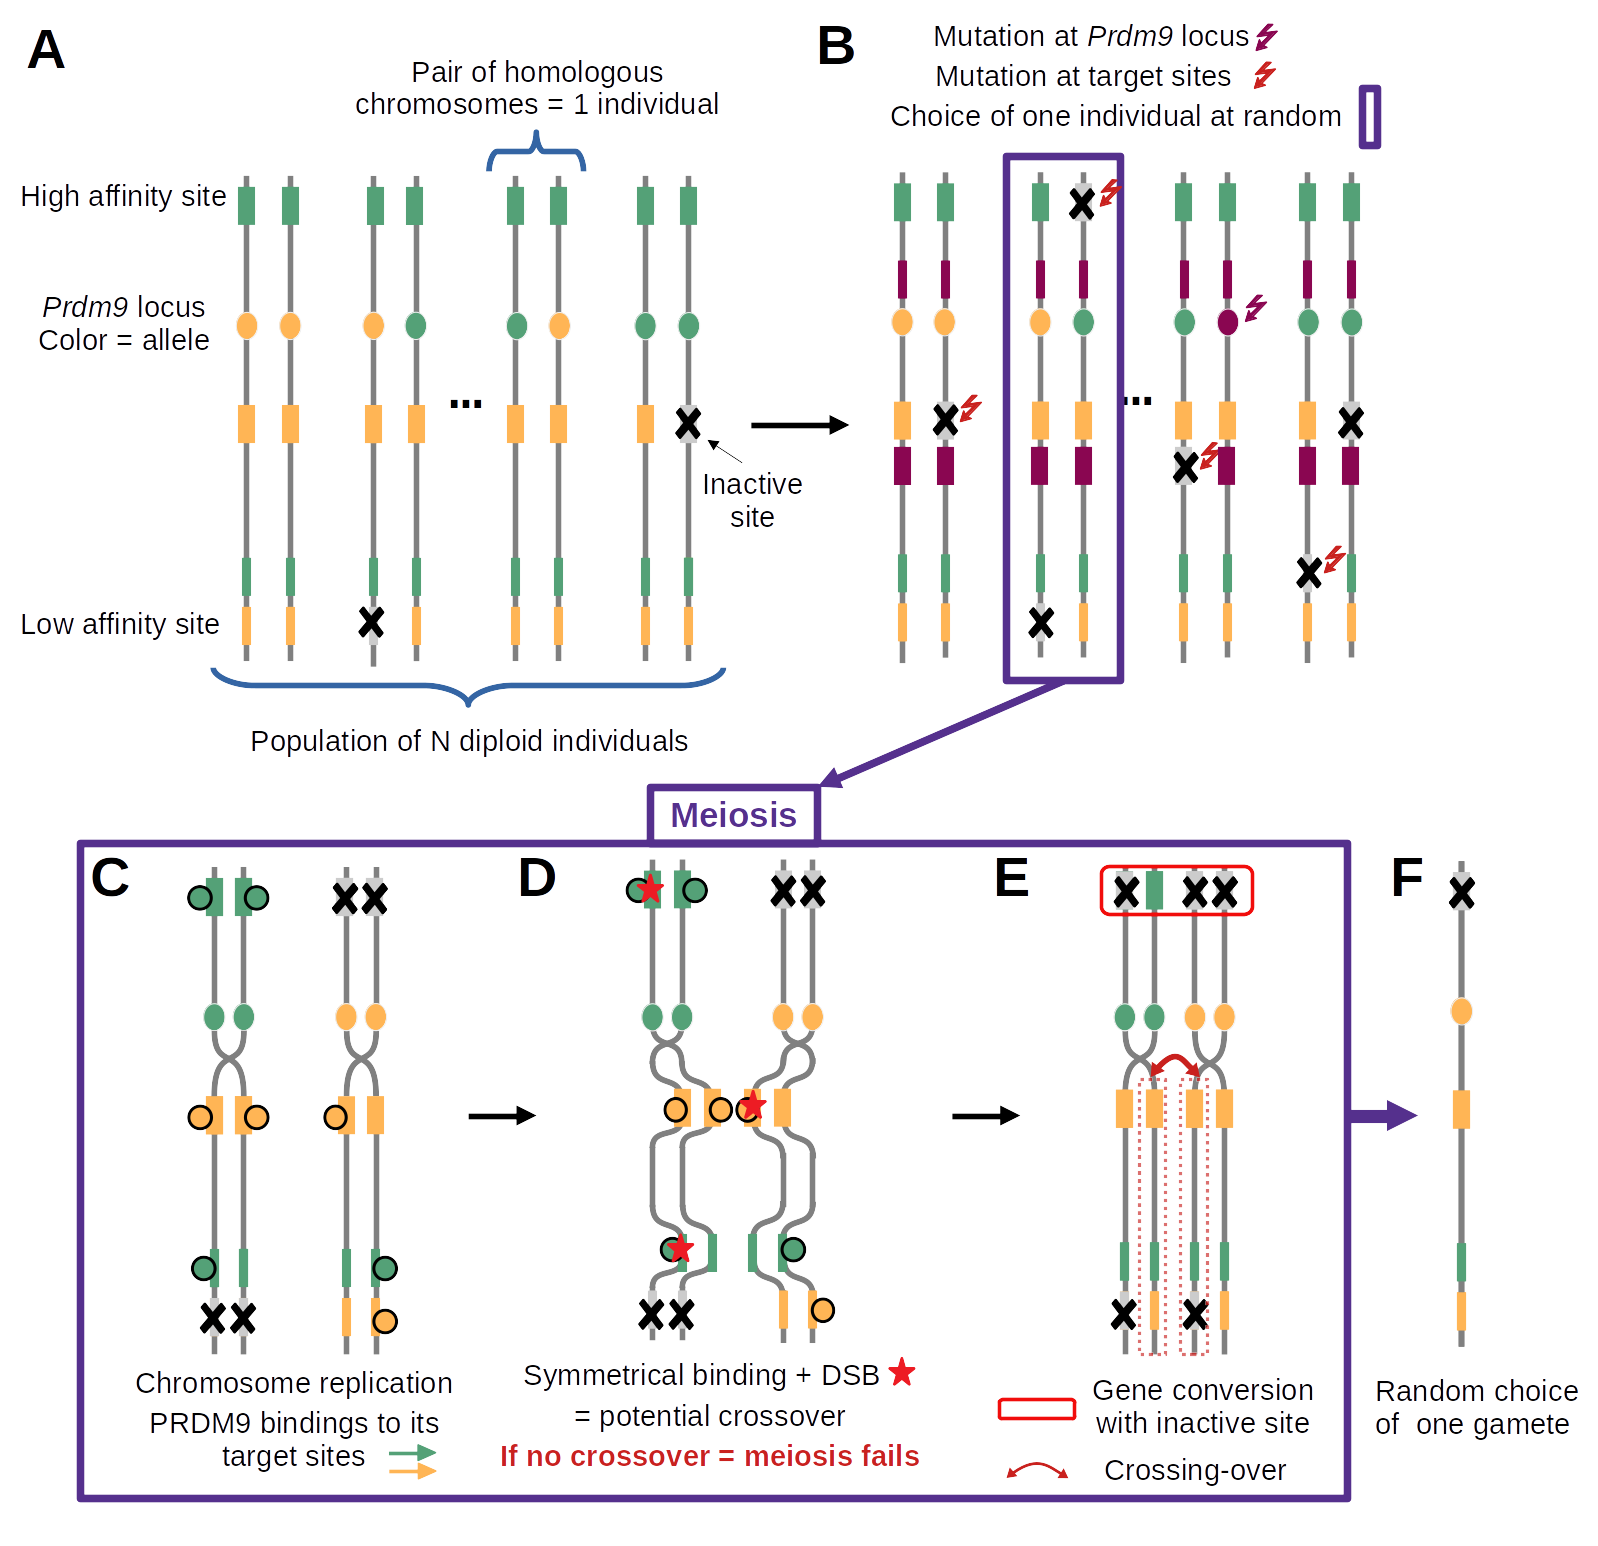 A
Pair of homologous
chromosomes = 1 individual
High affinity site
Prdm9 locus
Color = allele
...
Inactive
site
Low affinity site
Population of N diploid individuals
B
Mutation at Prdm9 locus
Mutation at target sites
Choice of one individual at random
...
Meiosis
C
Chromosome replication
PRDM9 bindings to its
target sites
D
Symmetrical binding + DSB
= potential crossover
If no crossover = meiosis fails
E
Gene conversion
with inactive site
Crossing-over
F
Random choice
of one gamete